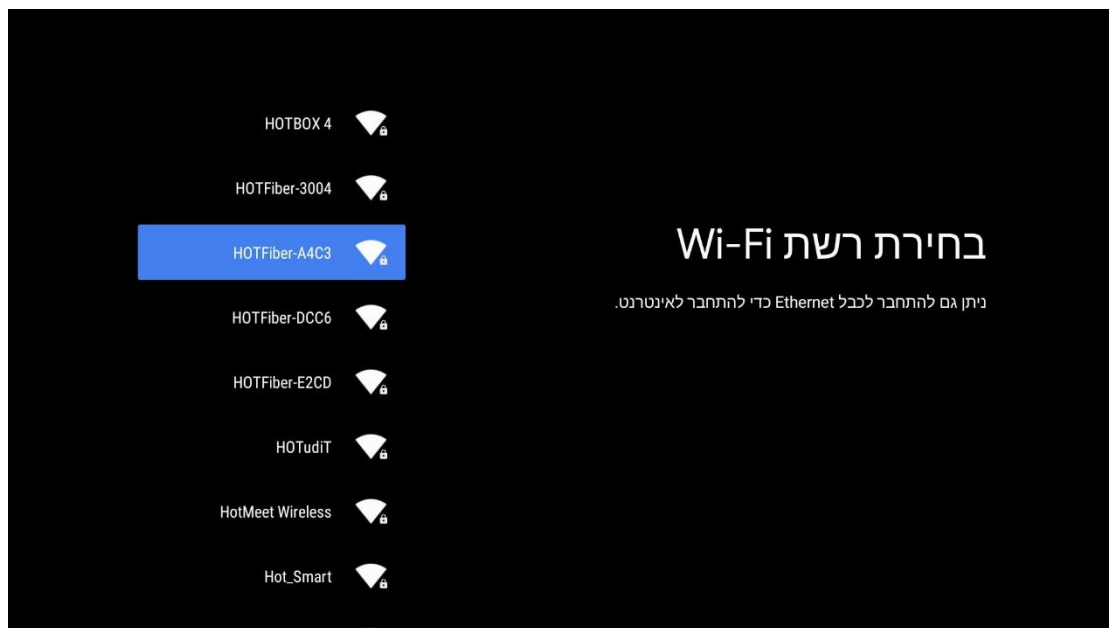 בחירת רשת Wi-Fi
ניתן גם להתחבר לכבל Ethernet כדי להתחבר לאינטרנט.
HOTBOX 4
HOTFiber-3004
HOTFiber-A4C3
HOTFiber-DCC6
HOTFiber-E2CD
HOTudiT
HotMeet Wireless
Hot_Smart